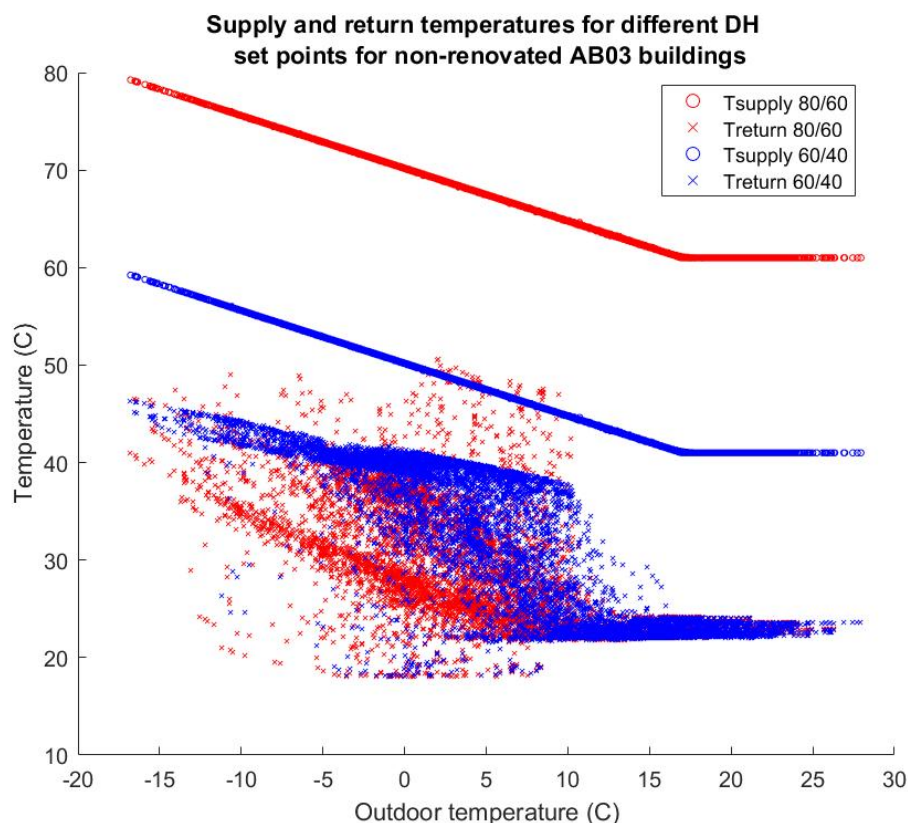 Supply and return temperatures for different DH
set points for non-renovated AB03 buildings
80
70
60
50
40
30
20
10
Temperature (C)
Tsupply 80/60
Treturn 80/60
Tsupply 60/40
Treturn 60/40
-20 -15 -10 -5 0 5 10 15 20 25 30
Outdoor temperature (C)